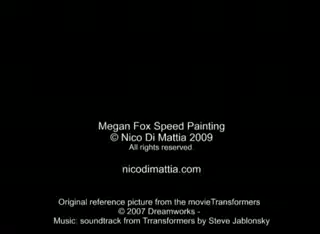 Megan Fox Speed Painting
© Nico Di Mattia 2009
All rights reserved
nicodimattia.com
Original reference picture from the movieTransformers
© 2007 Dreamworks -
Music: soundtrack from Trransformers by Steve Jablonsky